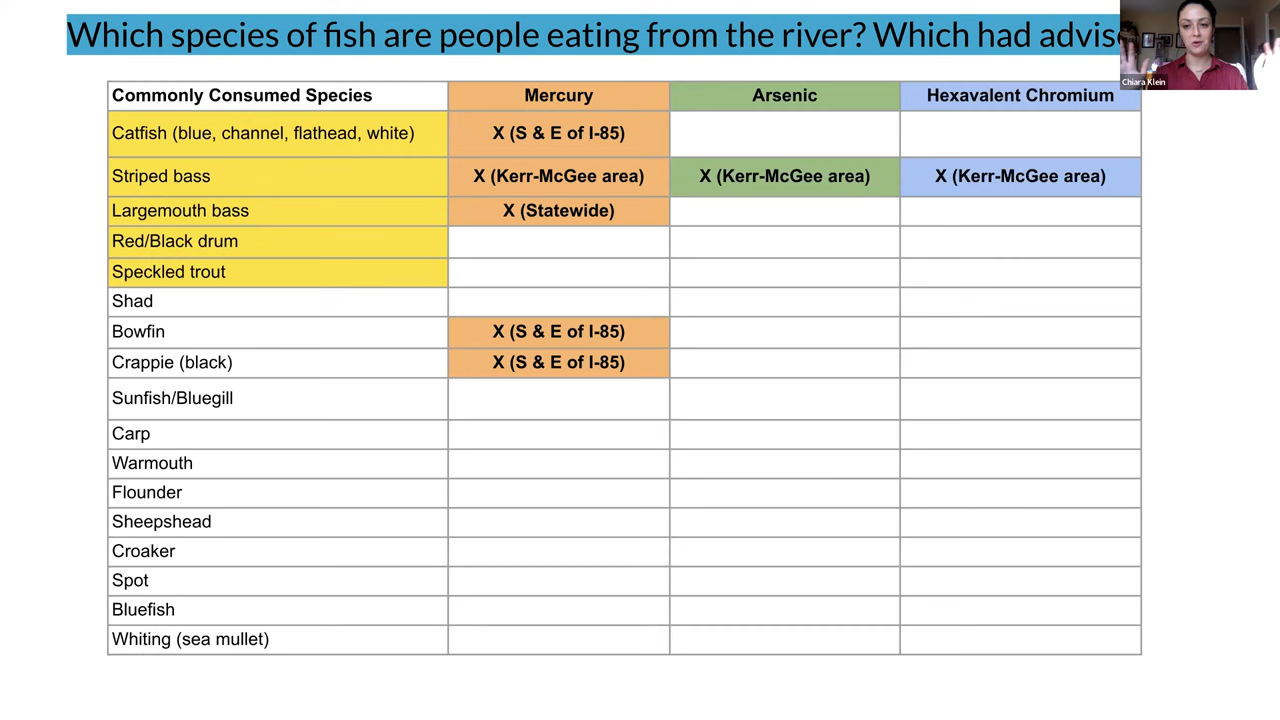 Which species of fish are people eating from the river? Which had
Chiara Klein
Commonly Consumed Species Mercury Arsenic Hexavalent Chromium
Catfish (blue, channel, flathead, white) X (S & E of I-85)
Striped bass X (Kerr-McGee area) X (Kerr-McGee area) X (Kerr-McGee area)
Largemouth bass X (Statewide)
Red/Black drum
Speckled trout
Shad
Bowfin X (S & E of I-85)
Crappie (black) X (S & E of I-85)
Sunfish/Bluegill
Carp
Warmouth
Flounder
Sheepshead
Croaker
Spot
Bluefish
Whiting (sea mullet)